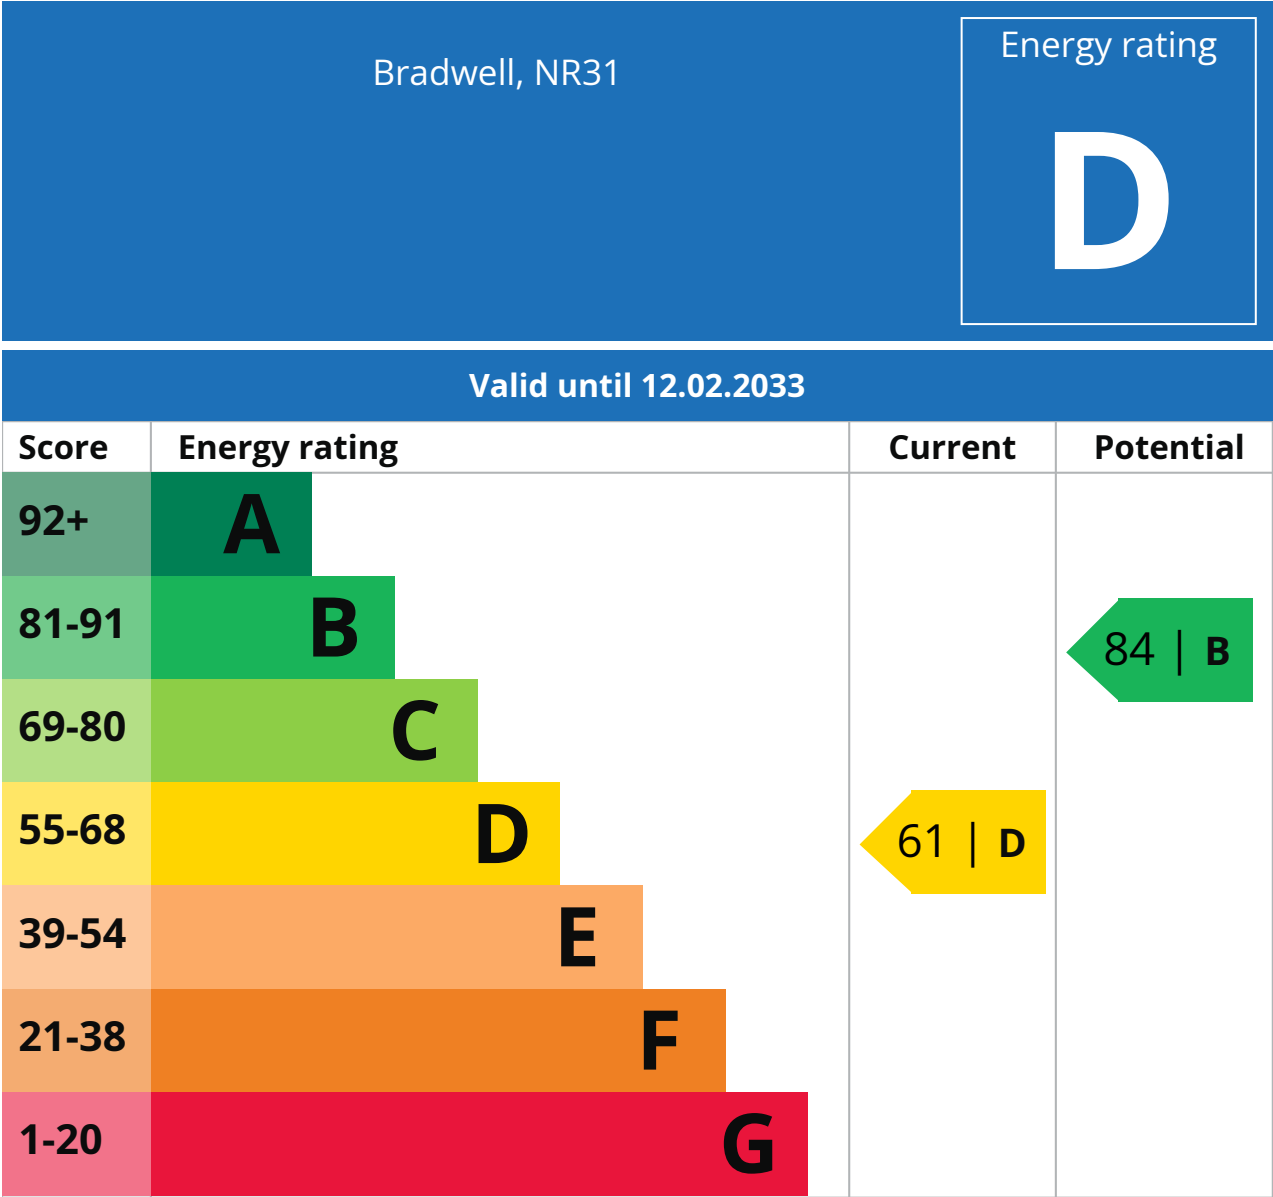 Bradwell, NR31
Energy rating
D
Valid until 12.02.2033
Score Energy rating Current Potential
92+ A
81-91 B
84 | B
69-80 C
55-68 D
61 | D
39-54 E
21-38 F
1-20 G